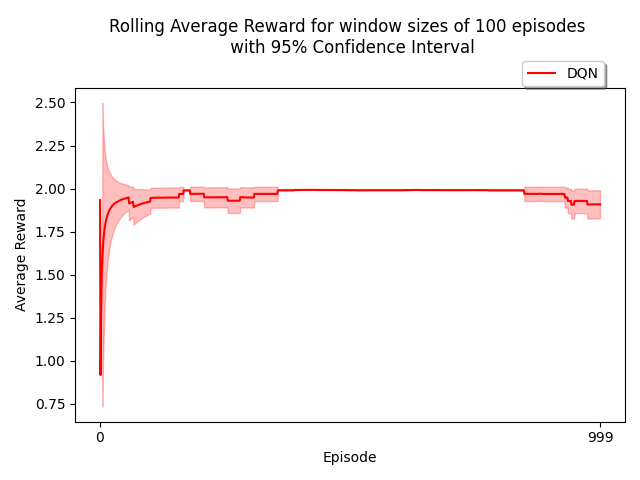 Rolling Average Reward for window sizes of 100 episodes
with 95% Confidence Interval
DQN
2.50
2.25
2.00
1.75
1.50
1.25
1.00
0.75
Average Reward
0
999
Episode